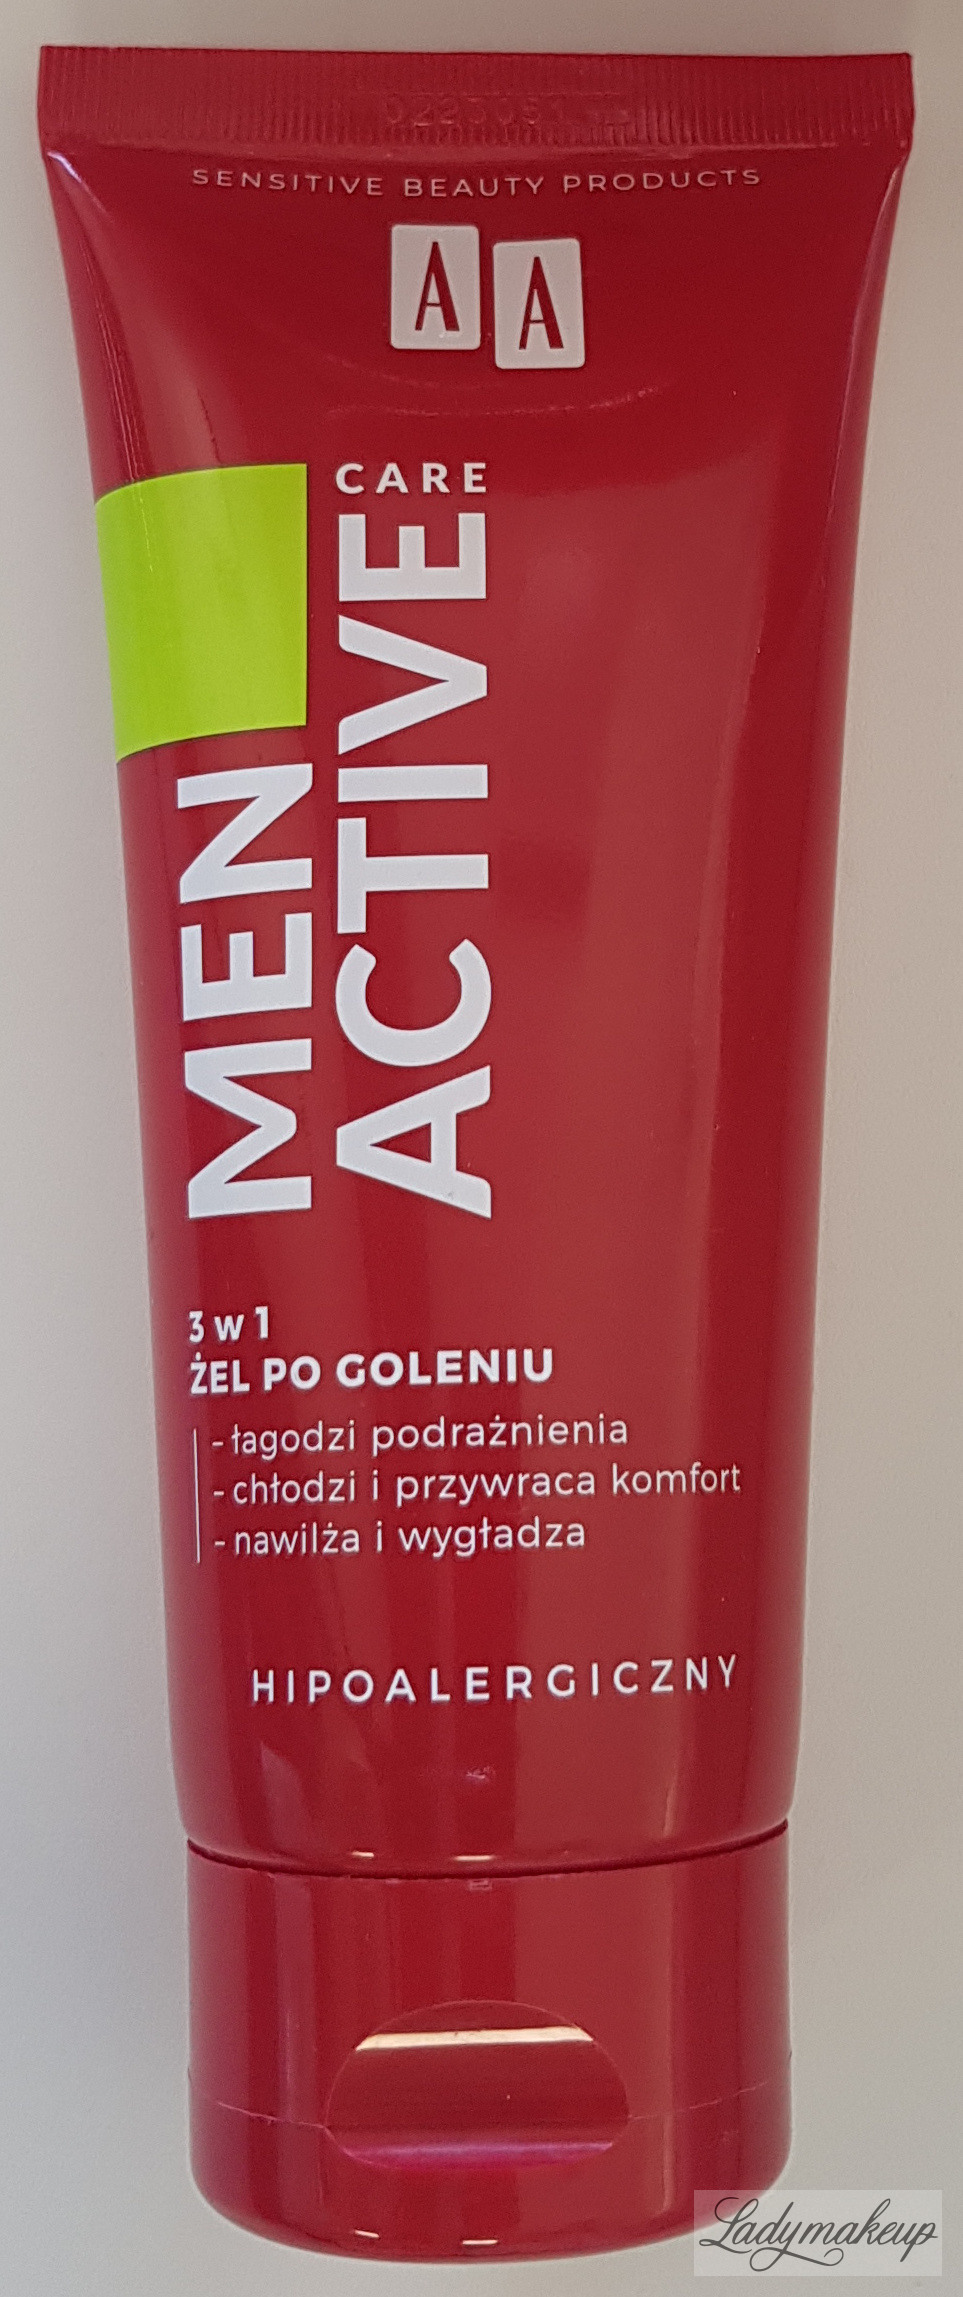 SENSITIVE BEAUTY PRODUCTS
A A
MEN
ACTIVE CARE
3 w 1
ŻEL PO GOLENIU
- łagodzi podrażnienia
- chłodzi i przywraca komfort
- nawilża i wygładza
HIPOALERGICZNY
Ladymakeup